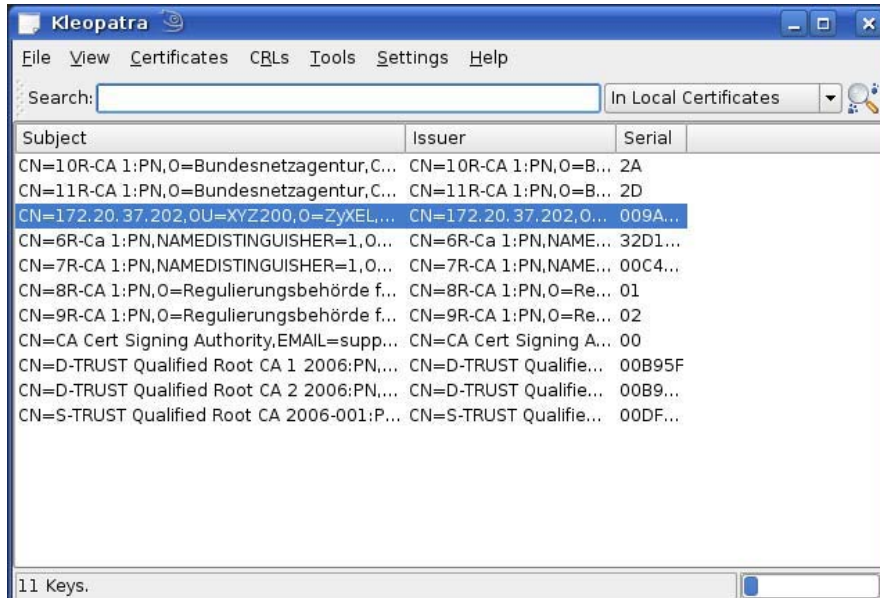 Kleopatra
File View Certificates CRLs Tools Settings Help
Search: In Local Certificates
Subject Issuer Serial
CN=10R-CA 1:PN,O=Bundesnetzagentur,C... CN=10R-CA 1:PN,O=B... 2A
CN=11R-CA 1:PN,O=Bundesnetzagentur,C... CN=11R-CA 1:PN,O=B... 2D
CN=172.20.37.202,OU=XYZ200,O=ZyXEL,... CN=172.20.37.202,O... 009A...
CN=6R-Ca 1:PN,NAMEDISTINGUISHER=1,O... CN=6R-Ca 1:PN,NAME... 32D1...
CN=7R-CA 1:PN,NAMEDISTINGUISHER=1,O... CN=7R-CA 1:PN,NAME... 00C4...
CN=8R-CA 1:PN,O=Regulierungsbehörde f... CN=8R-CA 1:PN,O=Re... 01
CN=9R-CA 1:PN,O=Regulierungsbehörde f... CN=9R-CA 1:PN,O=Re... 02
CN=CA Cert Signing Authority,EMAIL=supp... CN=CA Cert Signing A... 00
CN=D-TRUST Qualified Root CA 1 2006:PN,... CN=D-TRUST Qualifie... 00B95F
CN=D-TRUST Qualified Root CA 2 2006:PN,... CN=D-TRUST Qualifie... 00B9...
CN=S-TRUST Qualified Root CA 2006-001:P... CN=S-TRUST Qualifie... 00DF...
11 Keys.